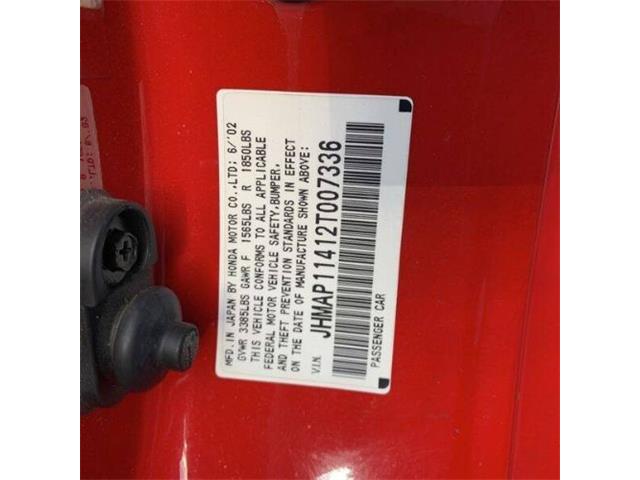 MFD. IN JAPAN BY HONDA MOTOR CO., LTD; 6/'02
GVWR 3385LBS GAWR F 1565LBS R 1850LBS
THIS VEHICLE CONFORMS TO ALL APPLICABLE
FEDERAL MOTOR VEHICLE SAFETY, BUMPER,
AND THEFT PREVENTION STANDARDS IN EFFECT
ON THE DATE OF MANUFACTURE SHOWN ABOVE:
V.I.N. JHMAP11412T007336
PASSENGER CAR